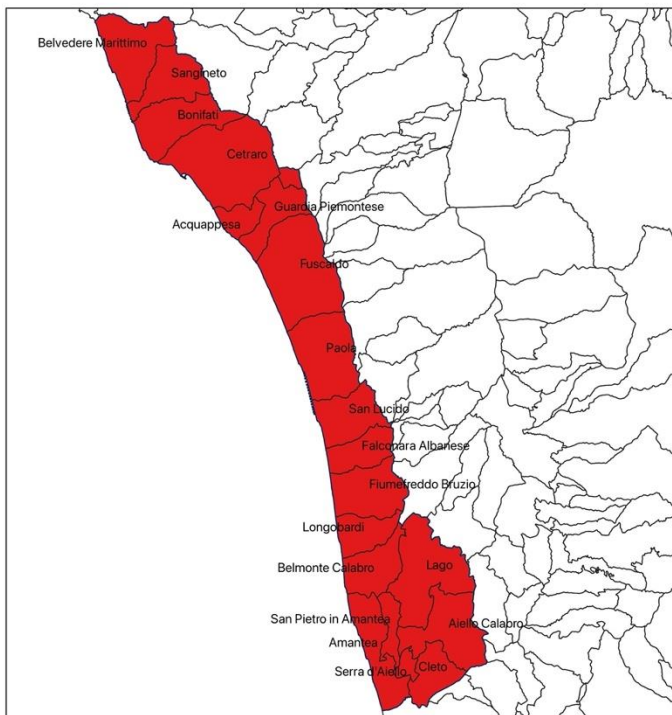 Belvedere Marittimo
Sangineto
Bonifati
Cetraro
Guardia Piemontese
Acquappesa
Fuscaldo
Paola
San Lucido
Falconara Albanese
Fiumefreddo Bruzio
Longobardi
Lago
Belmonte Calabro
San Pietro in Amantea
Aiello Calabro
Amantea
Cleto
Serra d'Aiello